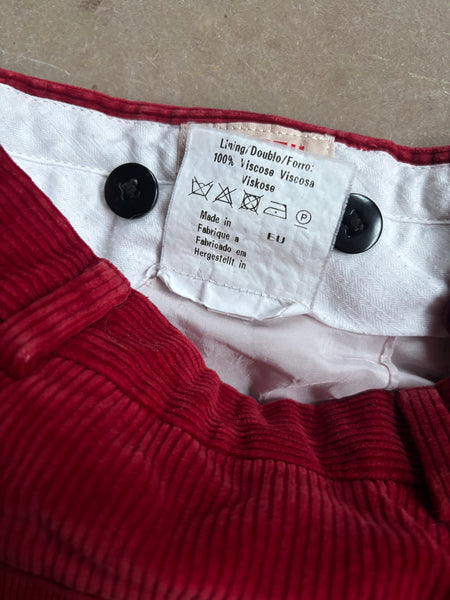 Lining/Doublo/Forro:
100% Viscose Viscosa
Viskose
P
Made in
Fabrique a EU
Fabricado em
Hergestellt in